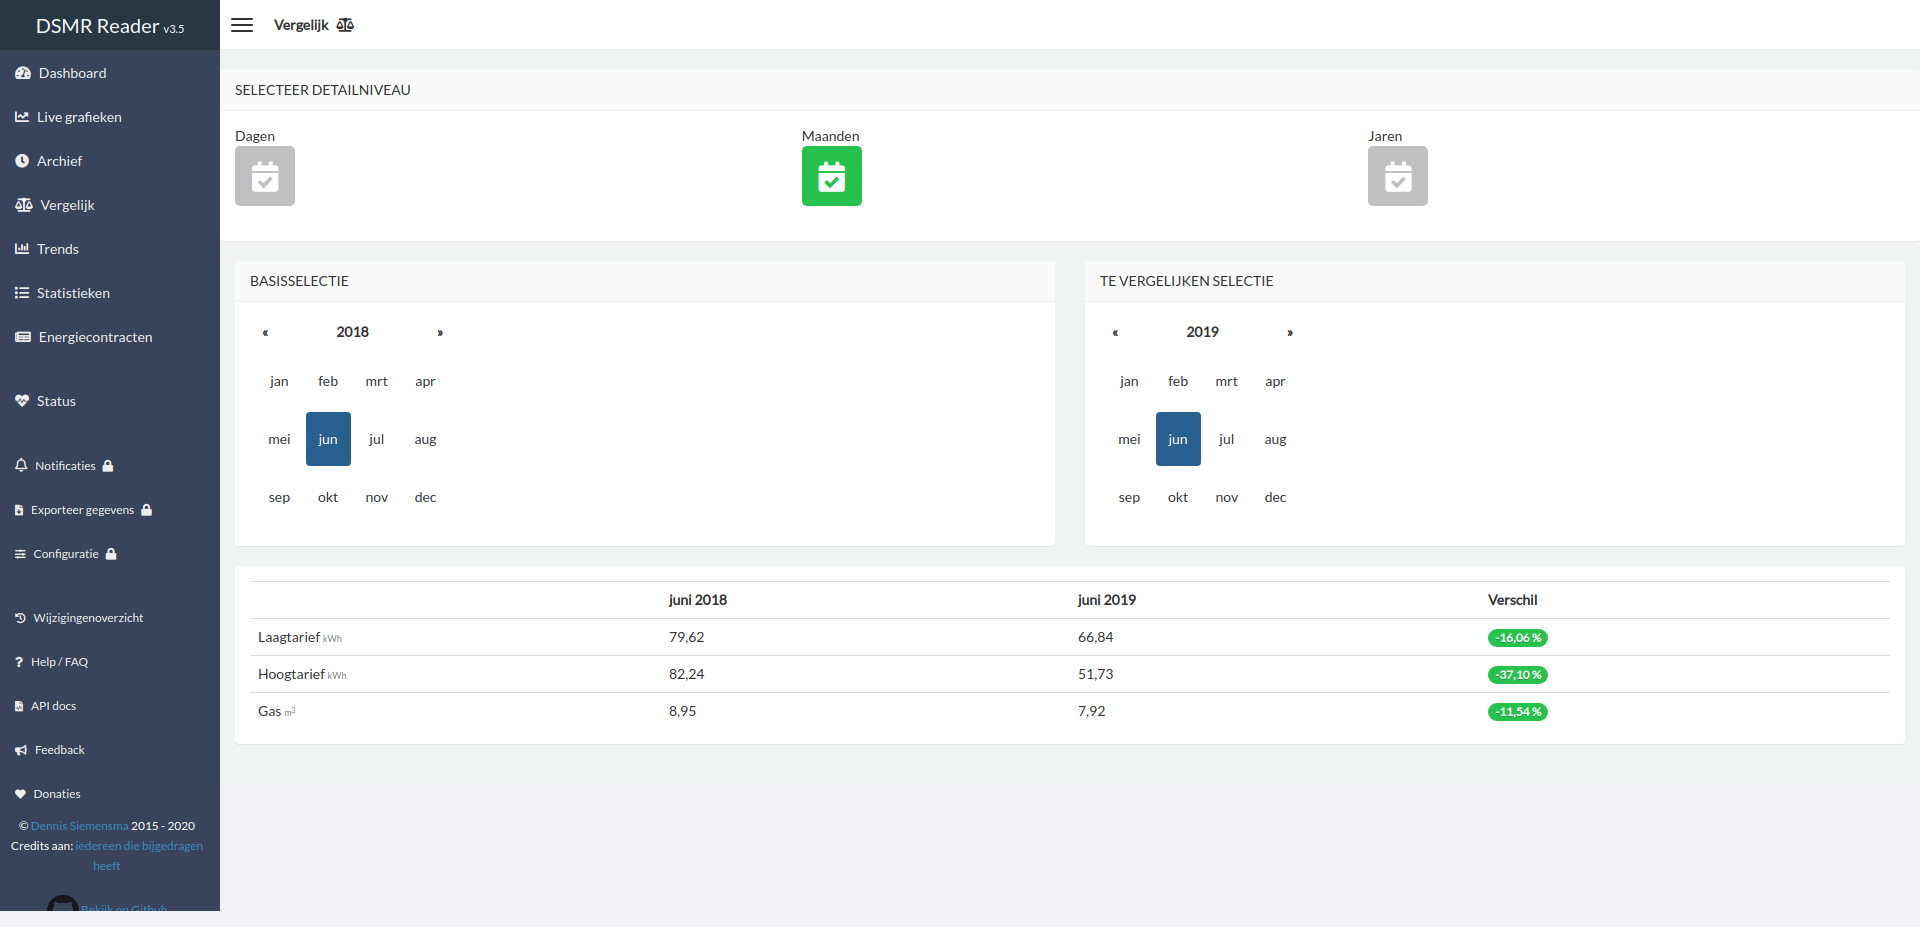 DSMR Reader v3.5
Dashboard
Live grafieken
Archief
Vergelijk
Trends
Statistieken
Energiecontracten
Status
Notificaties
Exporteer gegevens
Configuratie
Wijzigingenoverzicht
Help / FAQ
API docs
Feedback
Donaties
© Dennis Siemensma 2015 - 2020
Credits aan: iedereen die bijgedragen
heeft
Bekijk op Github
Vergelijk
SELECTEER DETAILNIVEAU
Dagen Maanden Jaren
BASISSELECTIE
« 2018 »
jan feb mrt apr
mei jun jul aug
sep okt nov dec
TE VERGELIJKEN SELECTIE
« 2019 »
jan feb mrt apr
mei jun jul aug
sep okt nov dec
juni 2018 juni 2019 Verschil
Laagtarief kWh 79,62 66,84 -16,06 %
Hoogtarief kWh 82,24 51,73 -37,10 %
Gas m³ 8,95 7,92 -11,54 %